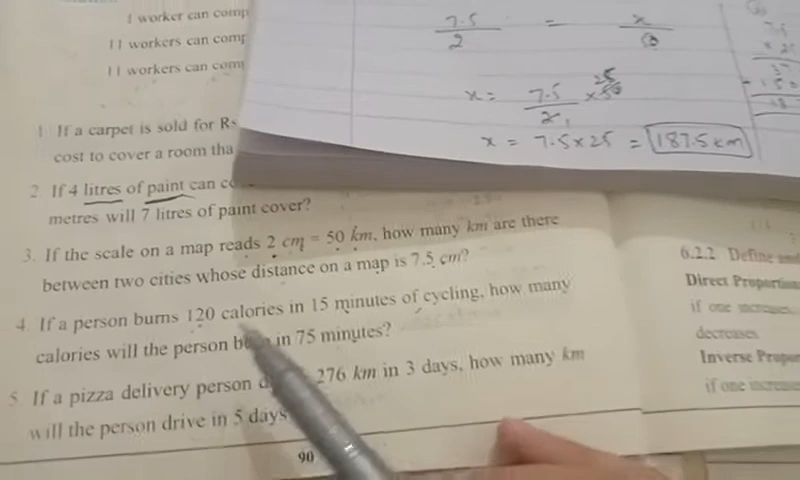 1 worker can comp
11 workers can comp
11 workers can com
7.5/2 = x/
x = 7.5/2 × 50 25
x = 7.5 × 25 = 187.5 km
1. If a carpet is sold for Rs
cost to cover a room tha
2. If 4 litres of paint can co
metres will 7 litres of paint cover?
3. If the scale on a map reads 2 cm = 50 km, how many km are there
between two cities whose distance on a map is 7.5 cm?
4. If a person burns 120 calories in 15 minutes of cycling, how many
calories will the person b in 75 minutes?
5. If a pizza delivery person d 276 km in 3 days, how many km
will the person drive in 5 days
90
6.2.2 Define and
Direct Proportion
if one increases
decreases
Inverse Propor
if one increase